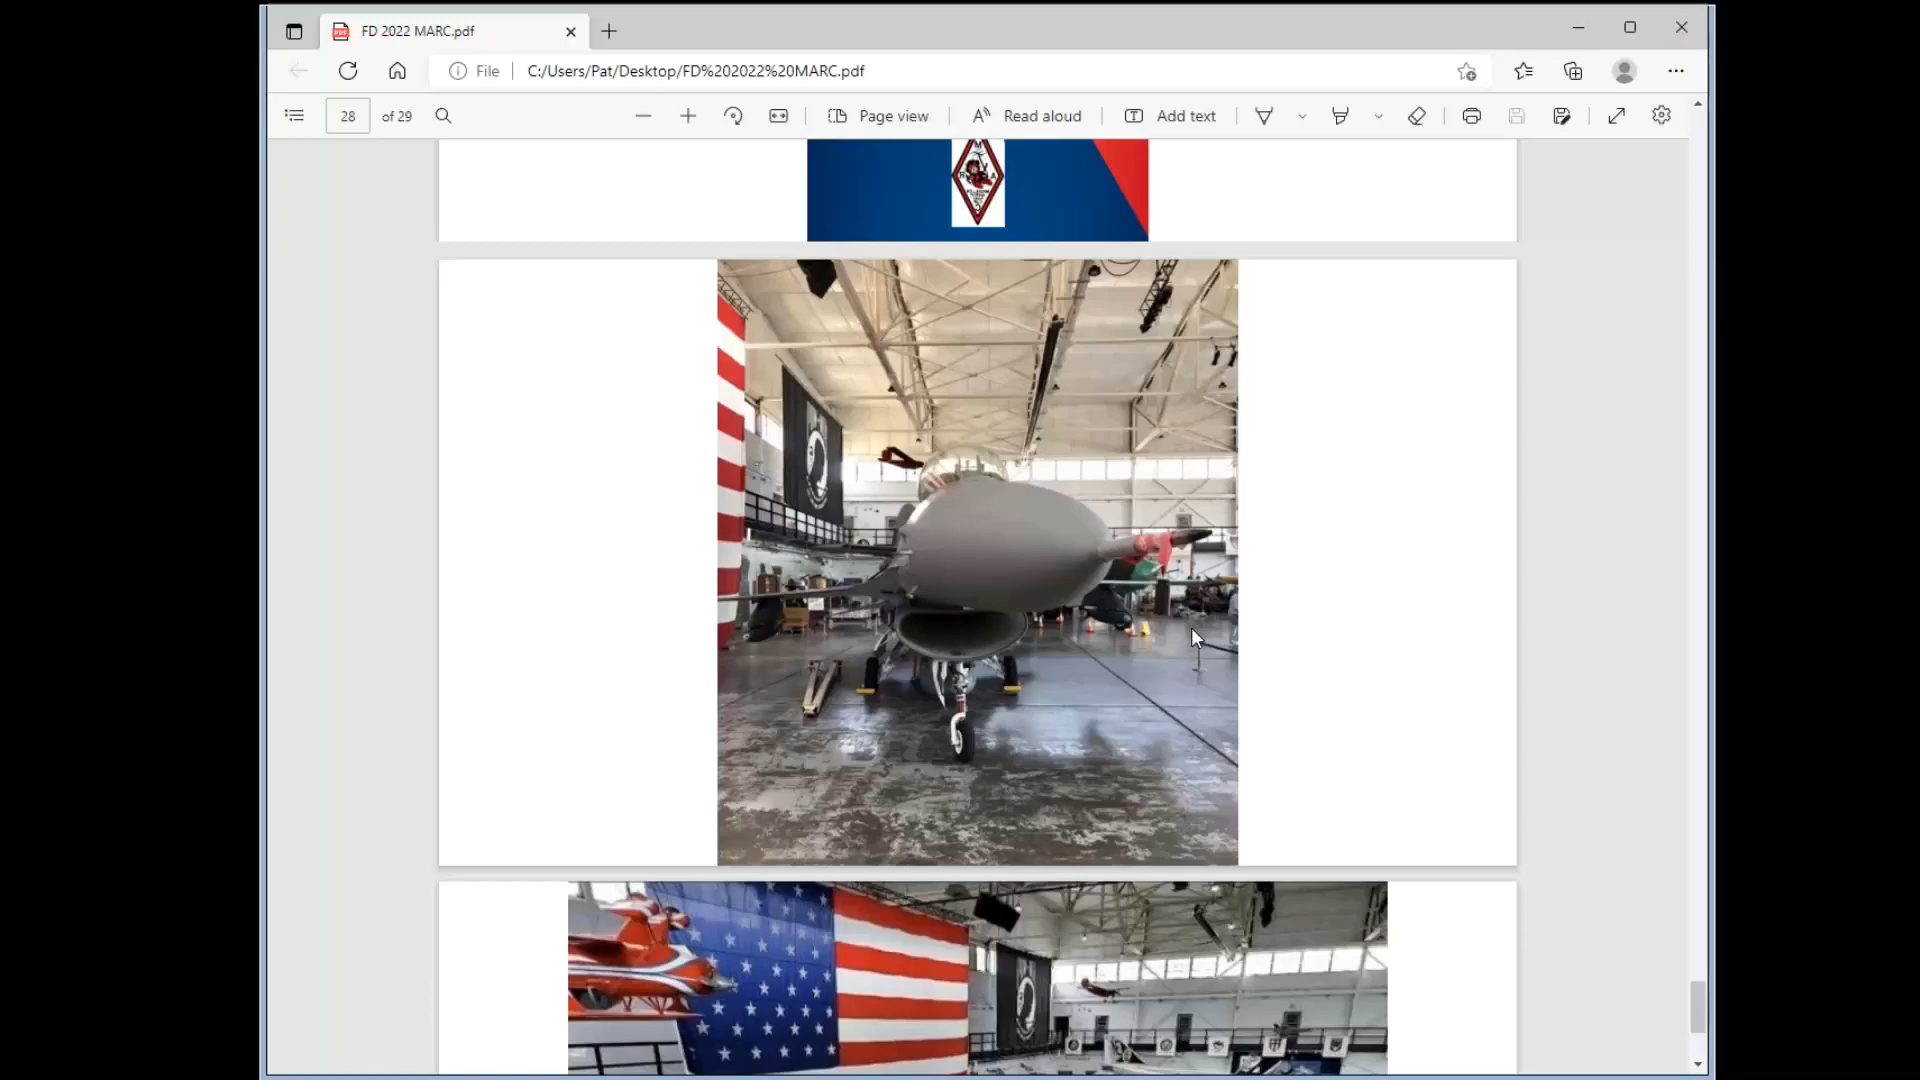 FD 2022 MARC.pdf
File
C:/Users/Pat/Desktop/FD%202022%20MARC.pdf
28 of 29
Page view
Read aloud
Add text
M
R A